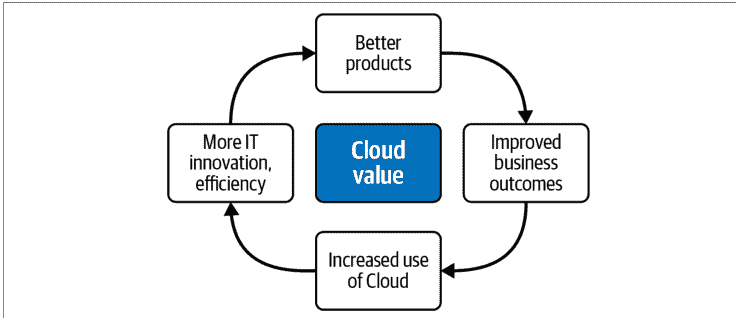 Better
products
More IT
innovation,
efficiency
Cloud
value
Improved
business
outcomes
Increased use
of Cloud